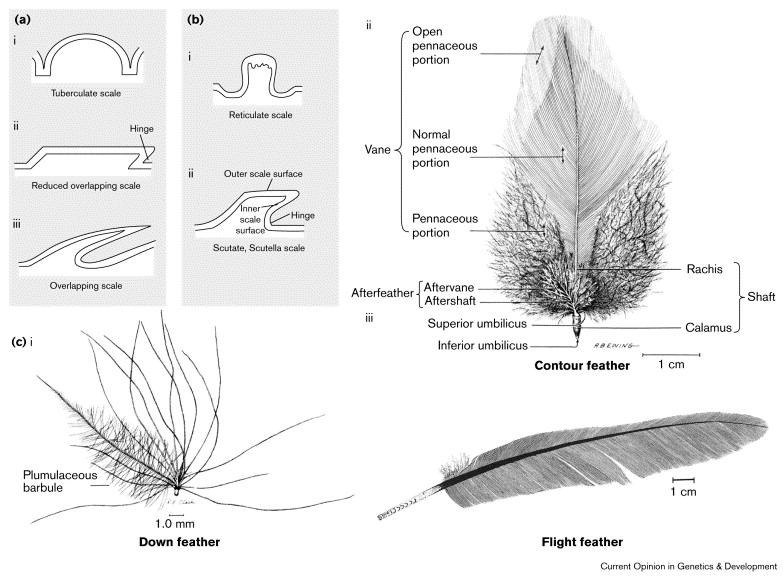 (a)
i
Tuberculate scale
ii
Hinge
Reduced overlapping scale
iii
Overlapping scale
(b)
i
Reticulate scale
ii
Outer scale surface
Inner
scale
surface
Hinge
Scutate, Scutella scale
(c) i
Plumulaceous
barbule
1.0 mm
Down feather
ii
Open
pennaceous
portion
Vane
Normal
pennaceous
portion
Pennaceous
portion
Afterfeather
Aftervane
Aftershaft
Rachis
Shaft
Calamus
Superior umbilicus
Inferior umbilicus
R.B.EWING
Contour feather
1 cm
iii
1 cm
Flight feather
Current Opinion in Genetics & Development